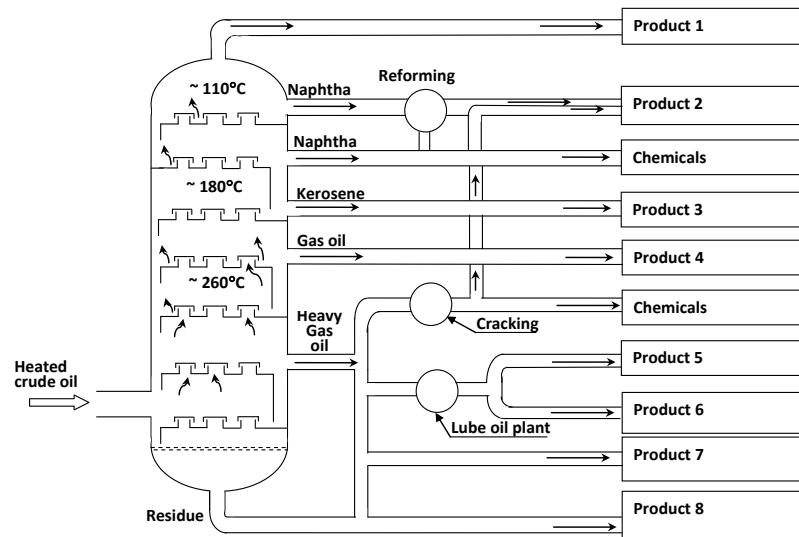 Product 1
~ 110°C
Naphtha
Reforming
Product 2
Naphtha
Chemicals
~ 180°C
Kerosene
Product 3
Gas oil
Product 4
~ 260°C
Heavy
Gas
oil
Cracking
Chemicals
Heated
crude oil
Product 5
Lube oil plant
Product 6
Product 7
Residue
Product 8